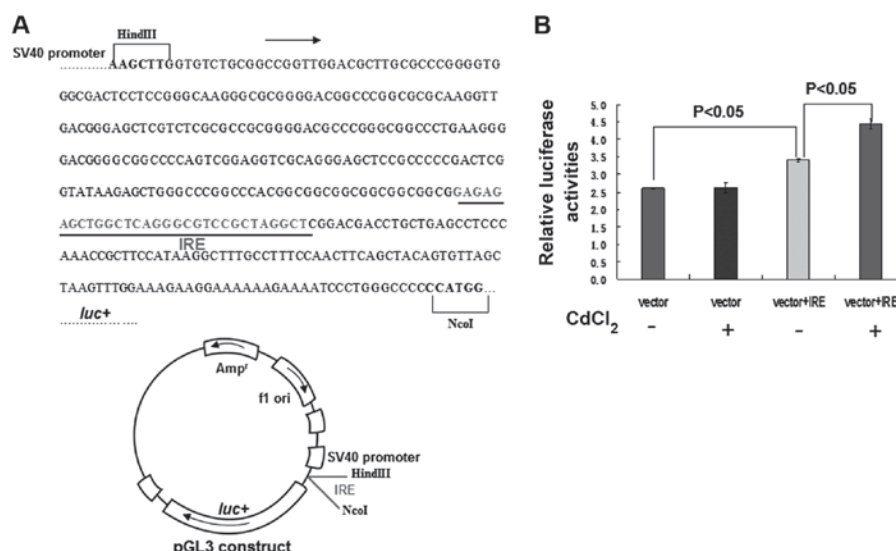 A
HindIII
SV40 promoter
AAGCTTGGTGTCTGCGGCCGGTTGGACGCTTGCGCCCGGGGTG
GGCGACTCCTCCGGGCAAGGGCGCGGGGACGGCCCGGCGCGCAAGGTT
GACGGGAGCTCGTCTCGCGCCGCGGGGACGCCCGGGCGGCCCTGAAGGG
GACGGGGCGGCCCCAGTCGGAGGTCGCAGGGAGCTCCGCCCCCGACTCG
GTATAAGAGCTGGGCCCGGCCCACGGCGGCGGCGGCGGCGGCGGAGAG
AGCTGGCTCAGGGCGTCCGCTAGGCTCGGACGACCTGCTGAGCCTCCC
IRE
AAACCGCTTCCATAAGGCTTTGCCTTTCCAACTTCAGCTACAGTGTTAGC
TAAGTTTGGAAAGAAGGAAAAAAGAAAATCCCTGGGCCCCCCATGG...
luc+
NcoI
Ampr
f1 ori
SV40 promoter
HindIII
IRE
NcoI
luc+
pGL3 construct
B
P<0.05
P<0.05
Relative luciferase activities
5.0
4.5
4.0
3.5
3.0
2.5
2.0
1.5
1.0
0.5
0.0
vector vector vector+IRE vector+IRE
CdCl2 - + - +